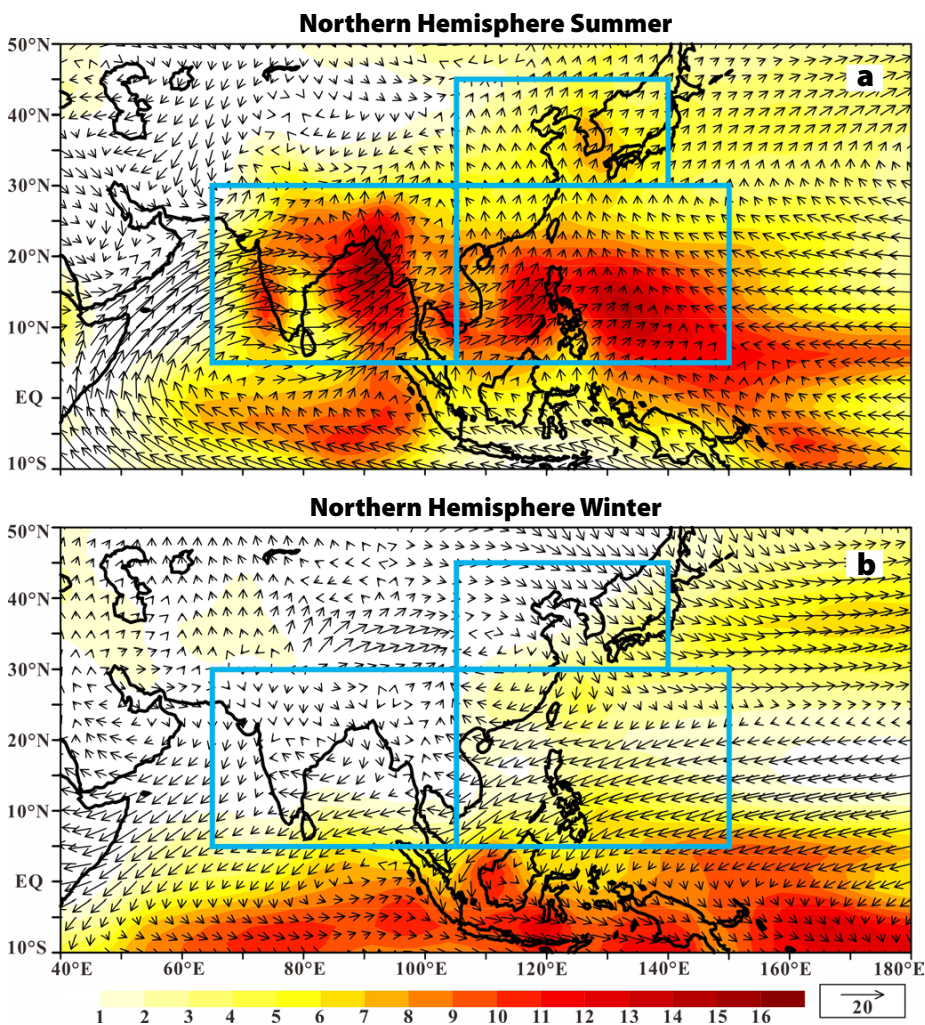 Northern Hemisphere Summer
50°N
a
40°N
30°N
20°N
10°N
EQ
10°S
Northern Hemisphere Winter
50°N
b
40°N
30°N
20°N
10°N
EQ
10°S
40°E 60°E 80°E 100°E 120°E 140°E 160°E 180°E
1 2 3 4 5 6 7 8 9 10 11 12 13 14 15 16
20